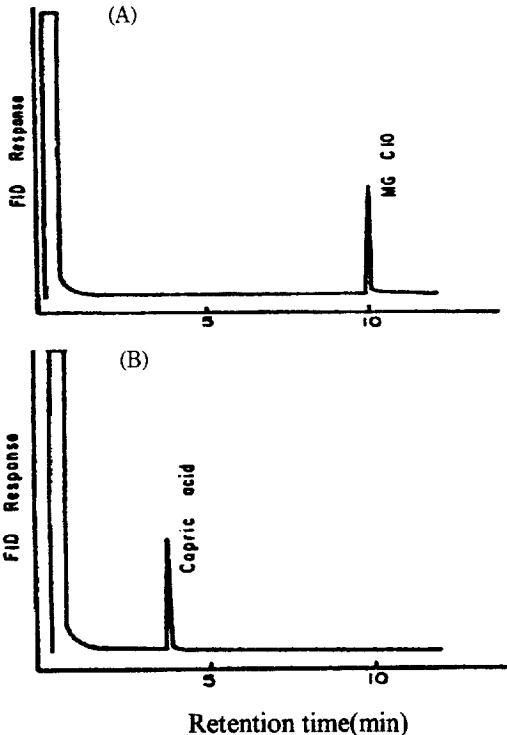 (A)
FID Response
MG C10
5
10
(B)
FID Response
Capric acid
5
10
Retention time(min)